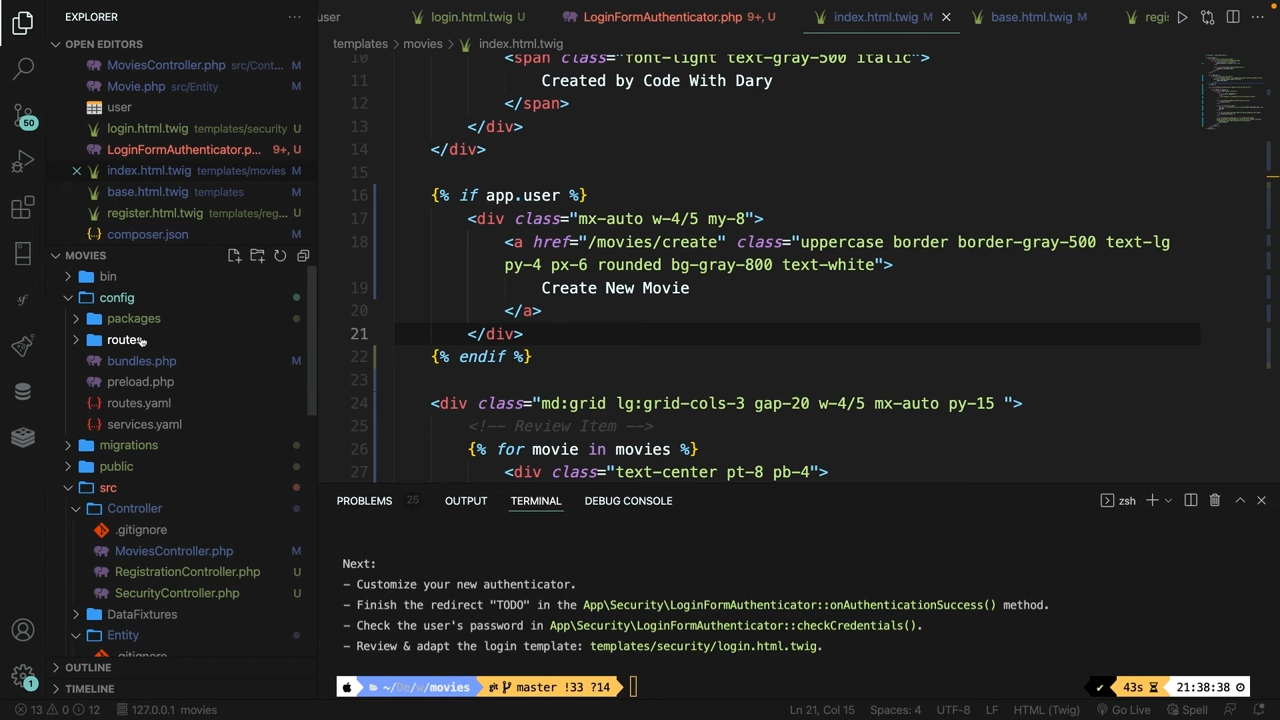 EXPLORER
OPEN EDITORS
MoviesController.php src/Cont... M
Movie.php src/Entity M
user
login.html.twig templates/security U
LoginFormAuthenticator.p... 9+, U
index.html.twig templates/movies M
base.html.twig templates M
register.html.twig templates/reg... U
composer.json M
MOVIES
bin
config
packages
routes
bundles.php M
preload.php
routes.yaml
services.yaml
migrations
public
src
Controller
.gitignore
MoviesController.php M
RegistrationController.php U
SecurityController.php U
DataFixtures
Entity
.gitignore
OUTLINE
TIMELINE
50
1
user login.html.twig U LoginFormAuthenticator.php 9+, U index.html.twig M base.html.twig M regi
templates > movies > index.html.twig
10 <span class="font-light text-gray-500 italic">
11 Created by Code With Dary
12 </span>
13 </div>
14 </div>
15
16 {% if app.user %}
17 <div class="mx-auto w-4/5 my-8">
18 <a href="/movies/create" class="uppercase border border-gray-500 text-lg
py-4 px-6 rounded bg-gray-800 text-white">
19 Create New Movie
20 </a>
21 </div>
22 {% endif %}
23
24 <div class="md:grid lg:grid-cols-3 gap-20 w-4/5 mx-auto py-15 ">
25 <!-- Review Item -->
26 {% for movie in movies %}
27 <div class="text-center pt-8 pb-4">
PROBLEMS 25 OUTPUT TERMINAL DEBUG CONSOLE zsh
Next:
- Customize your new authenticator.
- Finish the redirect "TODO" in the App\Security\LoginFormAuthenticator::onAuthenticationSuccess() method.
- Check the user's password in App\Security\LoginFormAuthenticator::checkCredentials().
- Review & adapt the login template: templates/security/login.html.twig.
~/De/w/movies master !33 ?14 ✔ 43s 21:38:38
13 0 12 127.0.0.1 movies Ln 21, Col 15 Spaces: 4 UTF-8 LF HTML (Twig) Go Live Spell